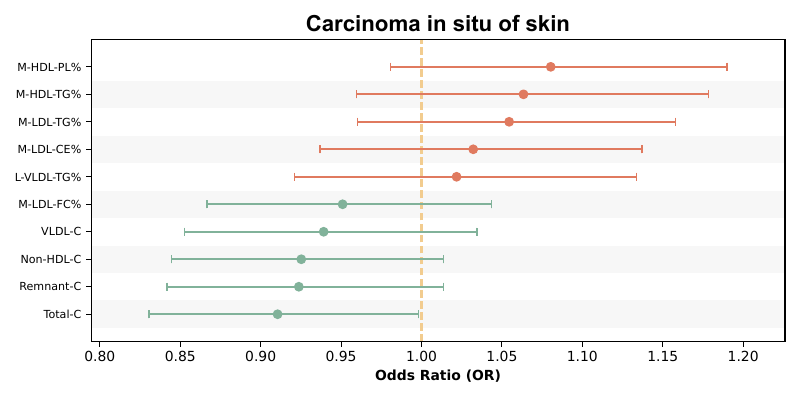 Carcinoma in situ of skin
M-HDL-PL%
M-HDL-TG%
M-LDL-TG%
M-LDL-CE%
L-VLDL-TG%
M-LDL-FC%
VLDL-C
Non-HDL-C
Remnant-C
Total-C
0.80 0.85 0.90 0.95 1.00 1.05 1.10 1.15 1.20
Odds Ratio (OR)